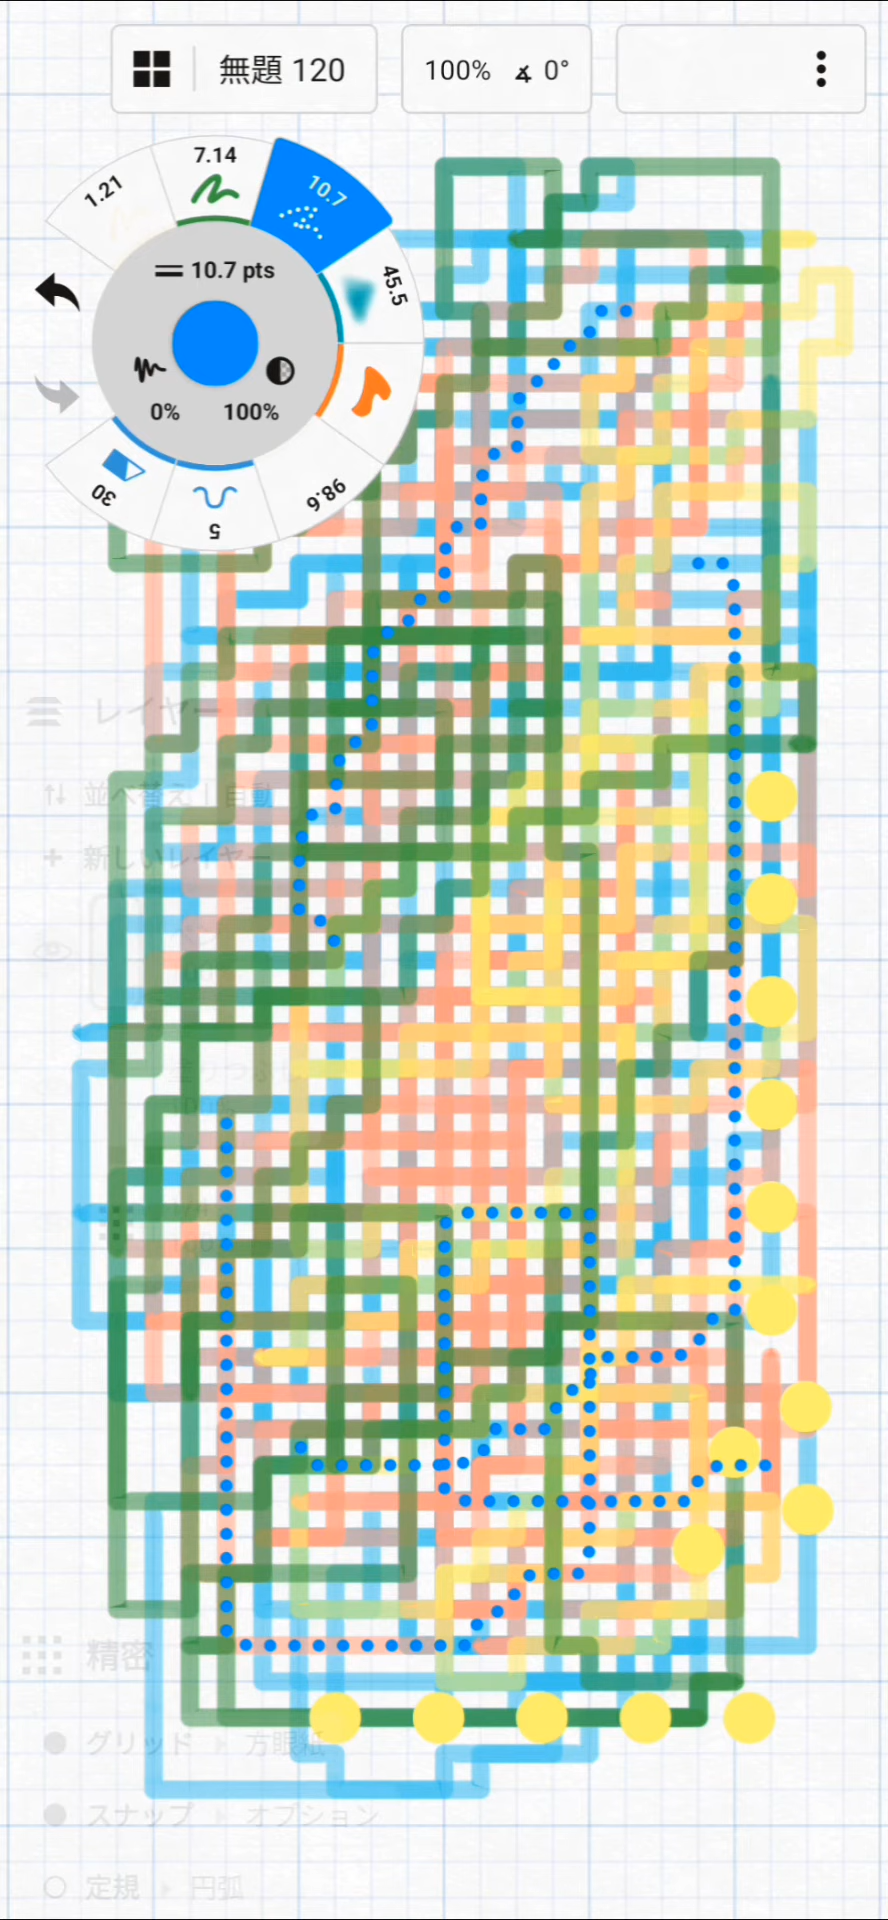 無題 120
100% 0°
1.21
7.14
10.7
45.5
10.7 pts
0% 100%
98.6
5
30
レイヤー
並べ替え | 自動
新しいレイヤー
精密
グリッド ▸ 方眼紙
スナップ ▸ オプション
定規 ▸ 円弧